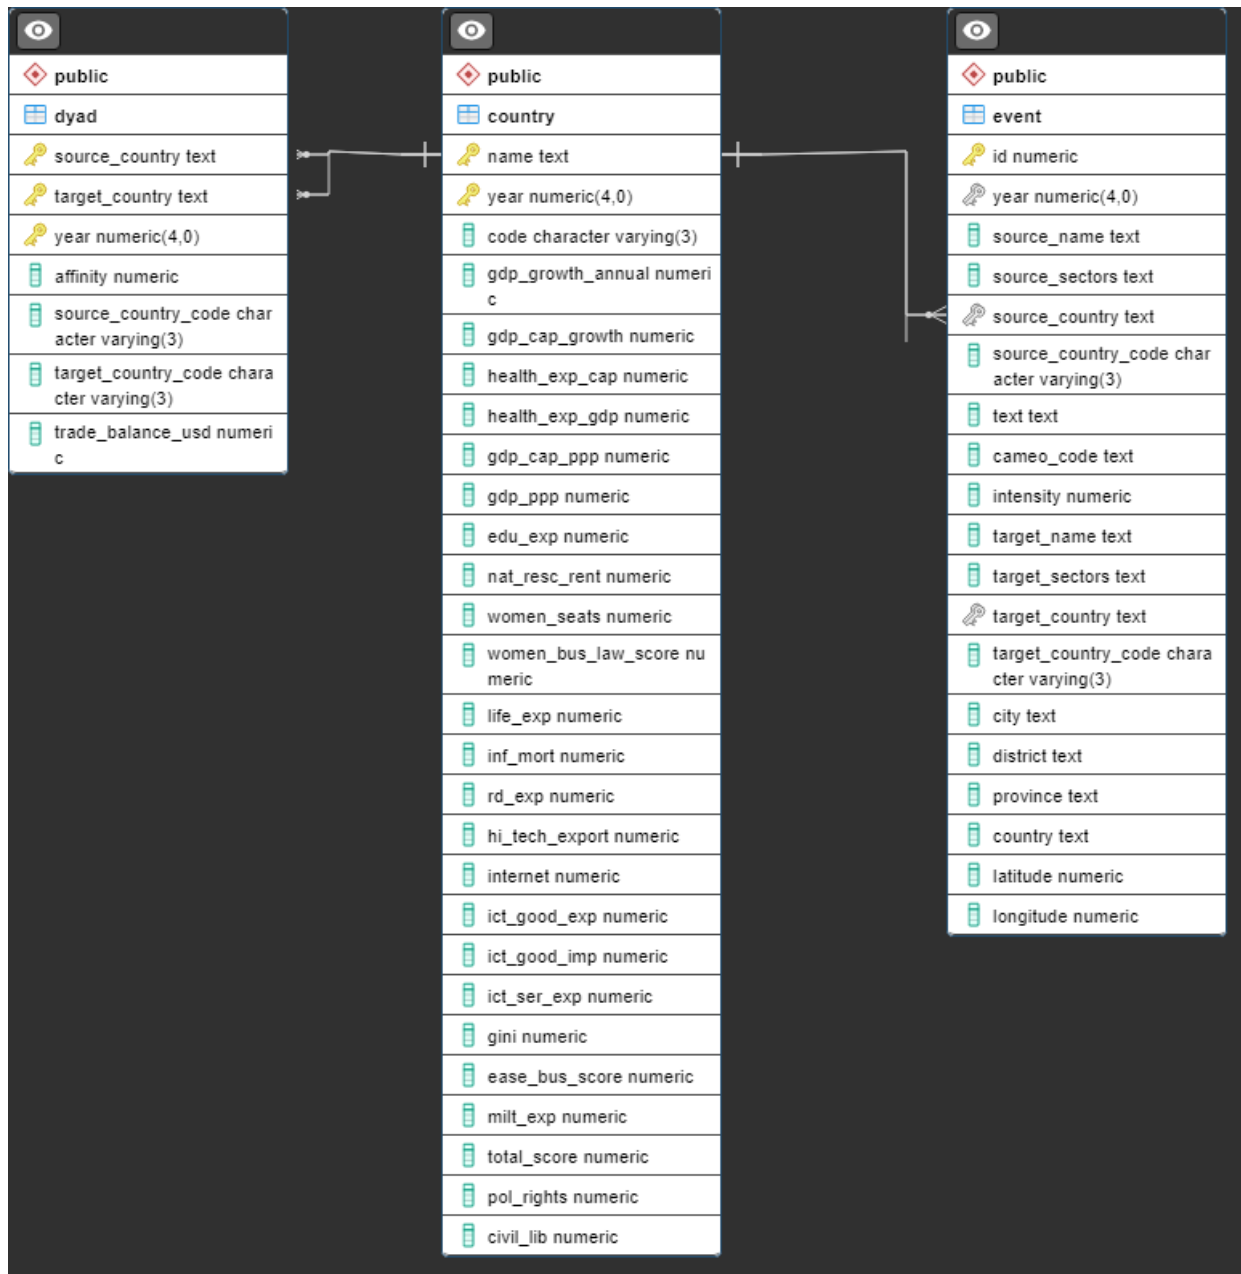 public
dyad
source_country text
target_country text
year numeric(4,0)
affinity numeric
source_country_code char
acter varying(3)
target_country_code chara
cter varying(3)
trade_balance_usd numeri
c
public
country
name text
year numeric(4,0)
code character varying(3)
gdp_growth_annual numeri
c
gdp_cap_growth numeric
health_exp_cap numeric
health_exp_gdp numeric
gdp_cap_ppp numeric
gdp_ppp numeric
edu_exp numeric
nat_resc_rent numeric
women_seats numeric
women_bus_law_score nu
meric
life_exp numeric
inf_mort numeric
rd_exp numeric
hi_tech_export numeric
internet numeric
ict_good_exp numeric
ict_good_imp numeric
ict_ser_exp numeric
gini numeric
ease_bus_score numeric
milt_exp numeric
total_score numeric
pol_rights numeric
civil_lib numeric
public
event
id numeric
year numeric(4,0)
source_name text
source_sectors text
source_country text
source_country_code char
acter varying(3)
text text
cameo_code text
intensity numeric
target_name text
target_sectors text
target_country text
target_country_code chara
cter varying(3)
city text
district text
province text
country text
latitude numeric
longitude numeric